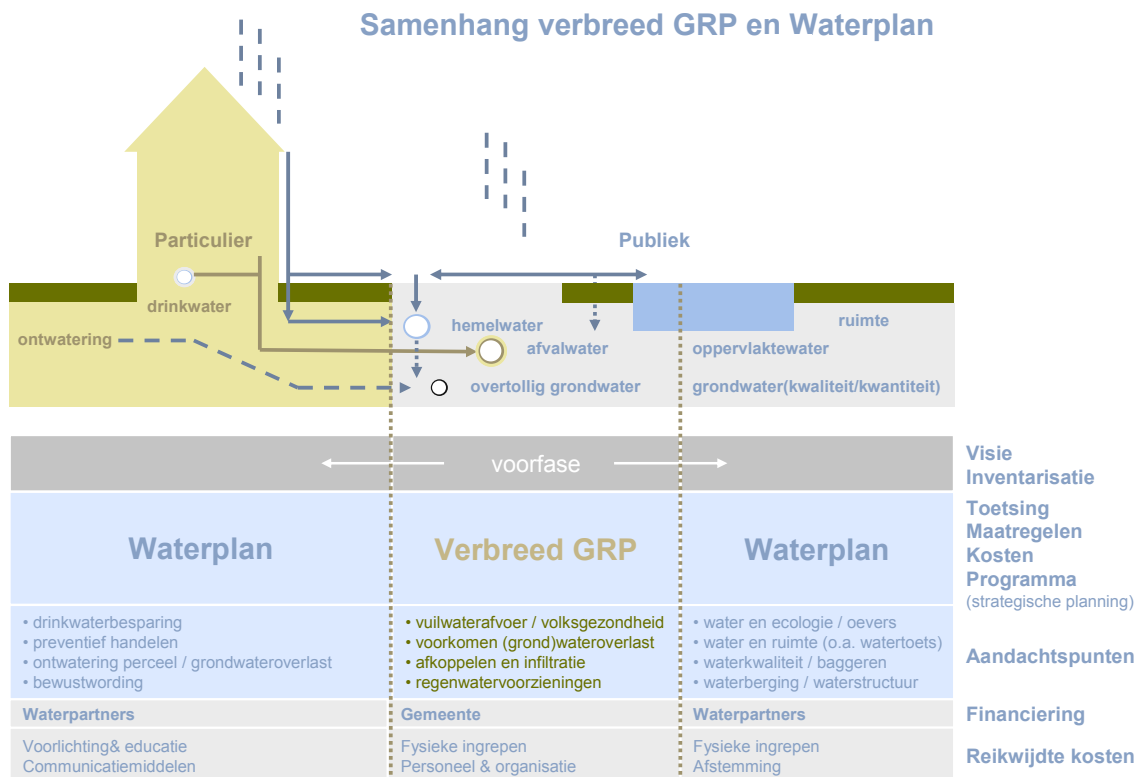 Samenhang verbreed GRP en Waterplan
Particulier
Publiek
drinkwater
hemelwater
ruimte
ontwatering
afvalwater
oppervlaktewater
overtollig grondwater
grondwater(kwaliteit/kwantiteit)
voorfase
Visie
Inventarisatie
Waterplan
Verbreed GRP
Waterplan
Toetsing
Maatregelen
Kosten
Programma
(strategische planning)
• drinkwaterbesparing
• preventief handelen
• ontwatering perceel / grondwateroverlast
• bewustwording
• vuilwaterafvoer / volksgezondheid
• voorkomen (grond)wateroverlast
• afkoppelen en infiltratie
• regenwatervoorzieningen
• water en ecologie / oevers
• water en ruimte (o.a. watertoets)
• waterkwaliteit / baggeren
• waterberging / waterstructuur
Aandachtspunten
Waterpartners
Gemeente
Waterpartners
Financiering
Voorlichting& educatie
Communicatiemiddelen
Fysieke ingrepen
Personeel & organisatie
Fysieke ingrepen
Afstemming
Reikwijdte kosten